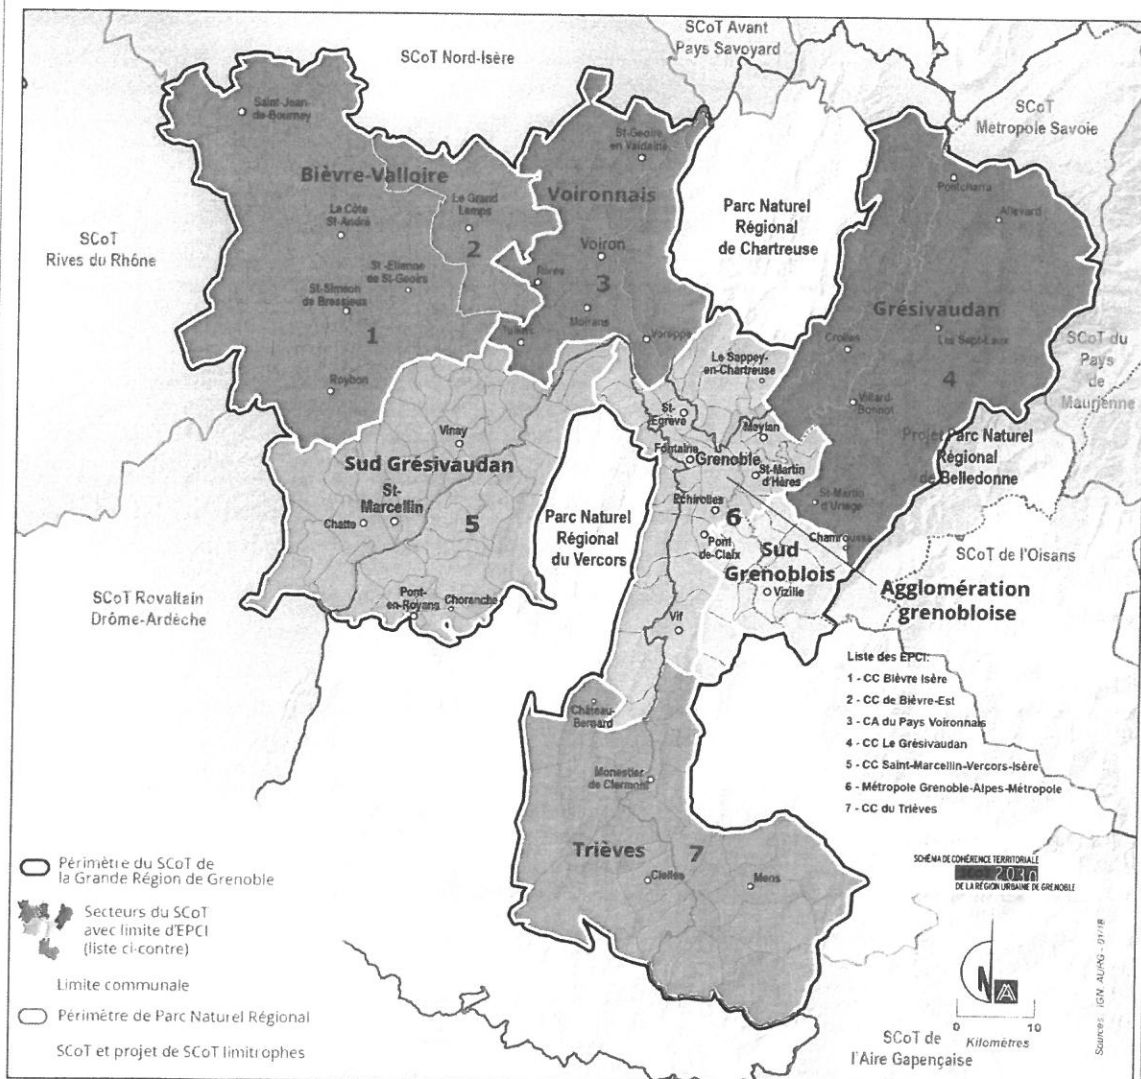 SCoT Avant
Pays Savoyard
SCoT Nord-Isère
SCoT
Métropole Savoie
Saint-Jean-
de-Bournay
St-Geoire
en Valdaine
Bièvre-Valloire
Voironnais
Pontcharra
Allevard
La Côte
St-André
Le Grand
Lemps
2
Parc Naturel
Régional
de Chartreuse
SCoT
Rives du Rhône
Voiron
St-Etienne
de St-Geoirs
Rives
3
St-Siméon
de Bressieux
Moirans
Grésivaudan
Les Sept-Laux
1
Tullins
Voreppe
Crolles
SCoT du
Pays
de
Maurienne
Le Sappey-
en-Chartreuse
4
Roybon
Villard-
Bonnot
St-
Egrève
Meylan
Vinay
Fontaine
Grenoble
Projet Parc Naturel
Régional
de Belledonne
Sud Grésivaudan
St-Martin
d'Hères
St-
Marcellin
Chatte
5
Echirolles
St-Martin
d'Uriage
Parc Naturel
Régional
du Vercors
6
Pont
de-Claix
Chamrousse
Sud
Grenoblois
SCoT de l'Oisans
Vizille
Agglomération
grenobloise
SCoT Rovaltain
Drôme-Ardèche
Pont-
en-Royans
Choranche
Vif
Liste des EPCI:
1 - CC Bièvre Isère
2 - CC de Bièvre-Est
3 - CA du Pays Voironnais
4 - CC Le Grésivaudan
5 - CC Saint-Marcellin-Vercors-Isère
6 - Métropole Grenoble-Alpes-Métropole
7 - CC du Trièves
Château-
Bernard
Monestier
de Clermont
Trièves
7
Clelles
Mens
Périmètre du SCoT de
la Grande Région de Grenoble
Secteurs du SCoT
avec limite d'EPCI
(liste ci-contre)
Limite communale
Périmètre de Parc Naturel Régional
SCoT et projet de SCoT limitrophes
SCHÉMA DE COHÉRENCE TERRITORIALE
SCoT 2030
DE LA RÉGION URBAINE DE GRENOBLE
N
0 10
Kilomètres
Sources : IGN, AURG - 01/18
SCoT de
l'Aire Gapençaise